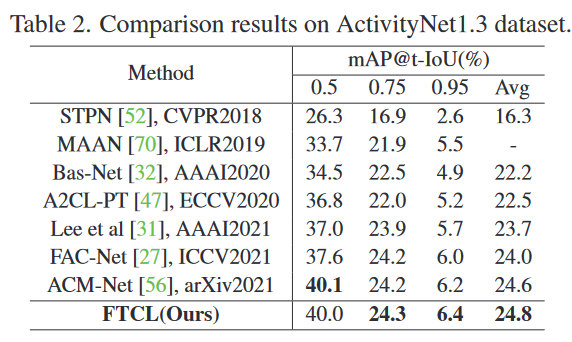 Table 2. Comparison results on ActivityNet1.3 dataset.
Method mAP@t-IoU(%)
0.5 0.75 0.95 Avg
STPN [52], CVPR2018 26.3 16.9 2.6 16.3
MAAN [70], ICLR2019 33.7 21.9 5.5 -
Bas-Net [32], AAAI2020 34.5 22.5 4.9 22.2
A2CL-PT [47], ECCV2020 36.8 22.0 5.2 22.5
Lee et al [31], AAAI2021 37.0 23.9 5.7 23.7
FAC-Net [27], ICCV2021 37.6 24.2 6.0 24.0
ACM-Net [56], arXiv2021 40.1 24.2 6.2 24.6
FTCL(Ours) 40.0 24.3 6.4 24.8